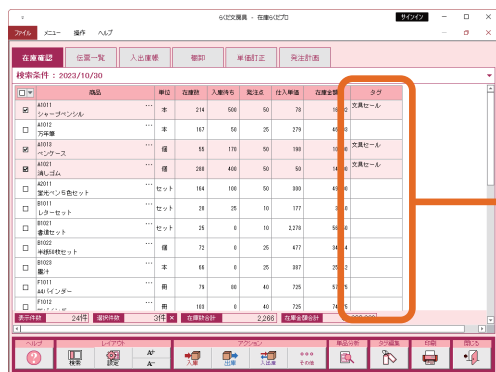 6ピ文房具 - 在庫らくだプロ サインイン
ファイル メニュー 操作 ヘルプ
在庫確認 伝票一覧 入出庫帳 棚卸 単価訂正 発注計画
検索条件 : 2023/10/30
商品 単位 在庫数 入庫待ち 発注点 仕入単価 在庫金 タグ
A1011 ... 本 214 500 50 78 文具セール
シャープペンシル
A1012 ... 本 167 50 25 279
万年筆
A1013 ... 個 55 170 50 198 文具セール
ペンケース
A1021 ... 個 288 400 50 50 文具セール
消しゴム
A2011 ... セット 164 100 50 300
蛍光ペン5色セット
B1011 ... セット 20 25 10 177
レターセット
B1021 ... セット 25 0 10 2,278
書道セット
B1022 ... 個 72 0 25 477
半紙50枚セット
B1023 ... 本 66 0 25 397
墨汁
F1011 ... 冊 79 80 40 725
A4バインダー
F1012 ... 冊 103 0 40 725
表示件数 24件 選択件数 3件 × 在庫数合計 2,266 在庫金額合計
ヘルプ レイアウト アクション 単品分析 タグ編集 印刷 閉じる
検索 設定 A+ A- 入庫 出庫 入出庫 その他